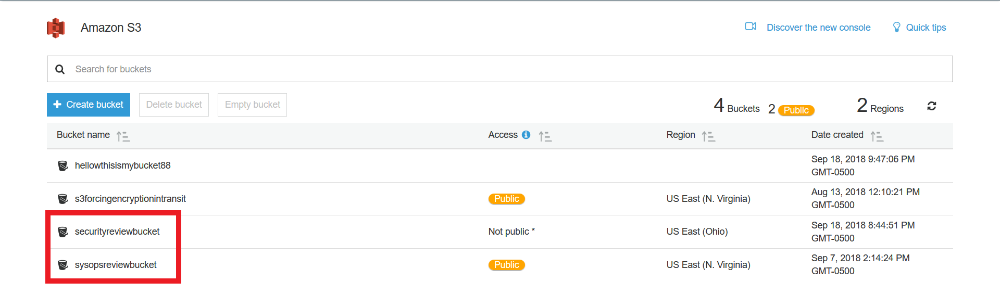 Amazon S3
Discover the new console
Quick tips
Search for buckets
Create bucket
Delete bucket
Empty bucket
4 Buckets 2 Public 2 Regions
Bucket name Access Region Date created
hellowthisismybucket88 Sep 18, 2018 9:47:06 PM
GMT-0500
s3forcingencryptionintransit Public US East (N. Virginia) Aug 13, 2018 12:10:21 PM
GMT-0500
securityreviewbucket Not public * US East (Ohio) Sep 18, 2018 8:44:51 PM
GMT-0500
sysopsreviewbucket Public US East (N. Virginia) Sep 7, 2018 2:14:24 PM
GMT-0500